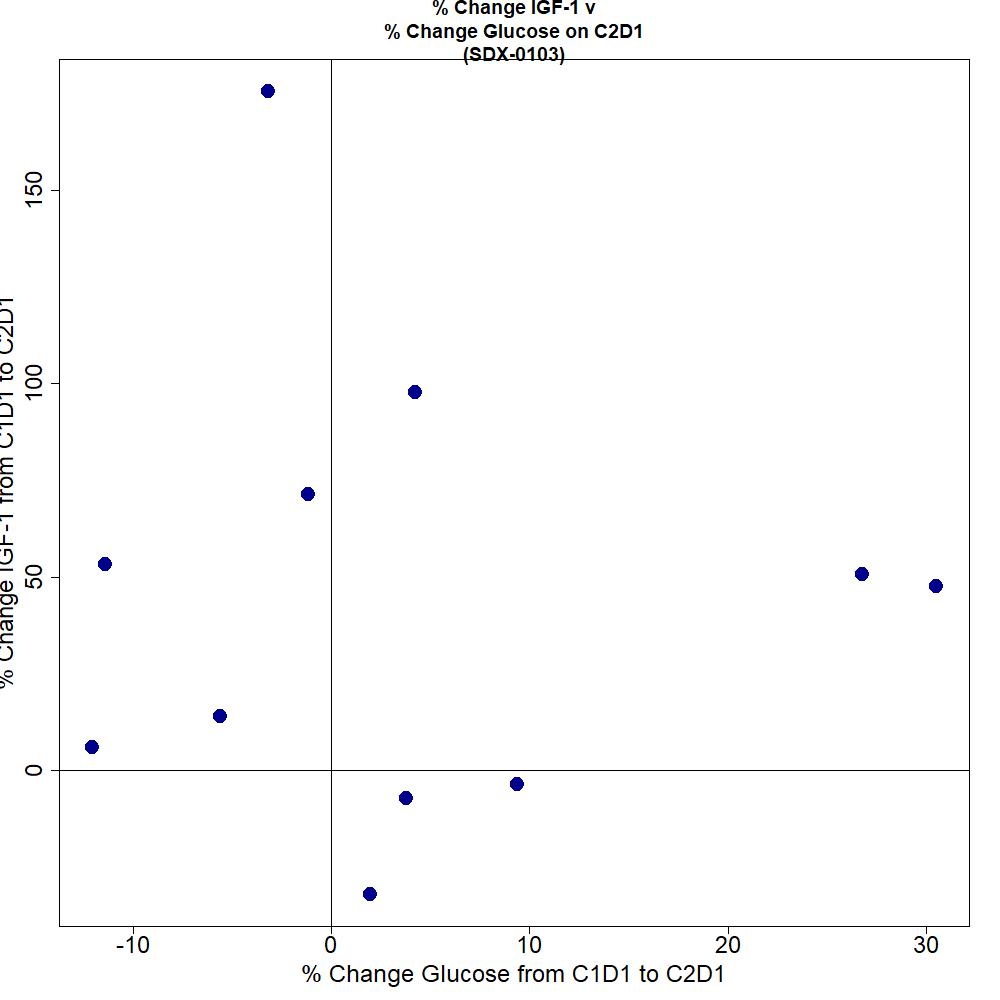 % Change IGF-1 v
% Change Glucose on C2D1
(SDX-0103)
% Change IGF-1 from C1D1 to C2D1
150
100
50
0
-10 0 10 20 30
% Change Glucose from C1D1 to C2D1